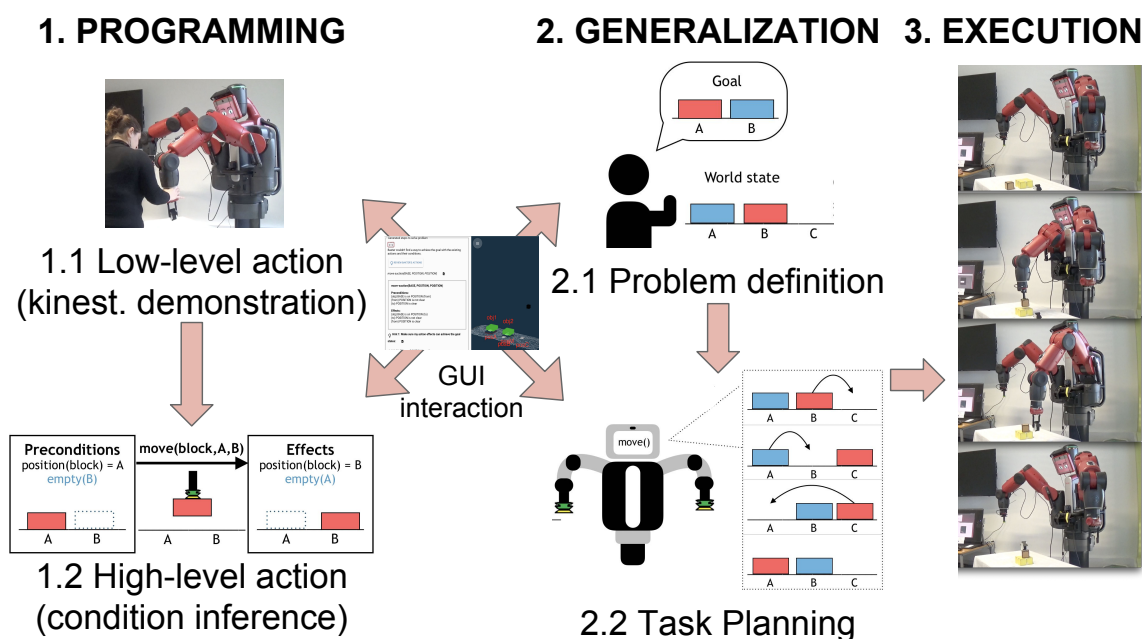 1. PROGRAMMING
2. GENERALIZATION
3. EXECUTION
Goal
A B
World state
A B C
1.1 Low-level action
(kinest. demonstration)
2.1 Problem definition
GUI
interaction
Preconditions
position(block) = A
empty(B)
A B
move(block,A,B)
A B
Effects
position(block) = B
empty(A)
A B
1.2 High-level action
(condition inference)
move()
A B C
A B C
A B C
A B C
2.2 Task Planning